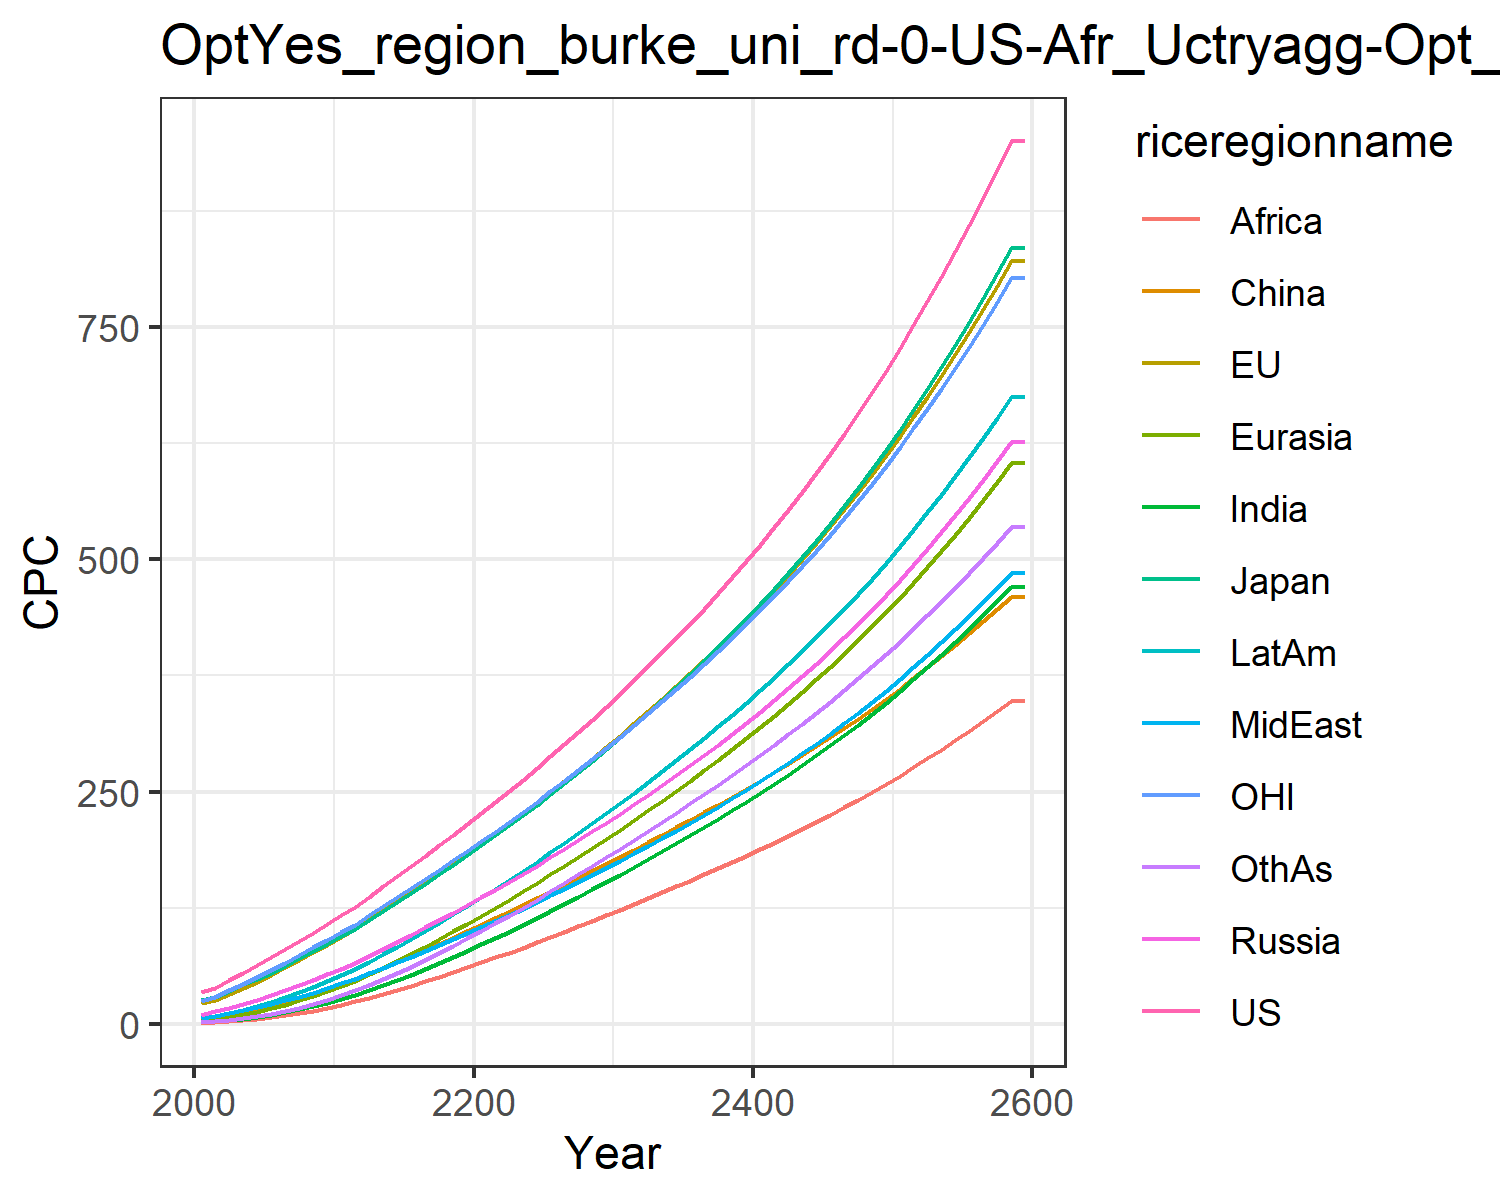 OptYes_region_burke_uni_rd-0-US-Afr_Uctryagg-Opt_
riceregionname
Africa
China
EU
Eurasia
India
Japan
LatAm
MidEast
OHI
OthAs
Russia
US
750
500
250
0
CPC
2000 2200 2400 2600
Year